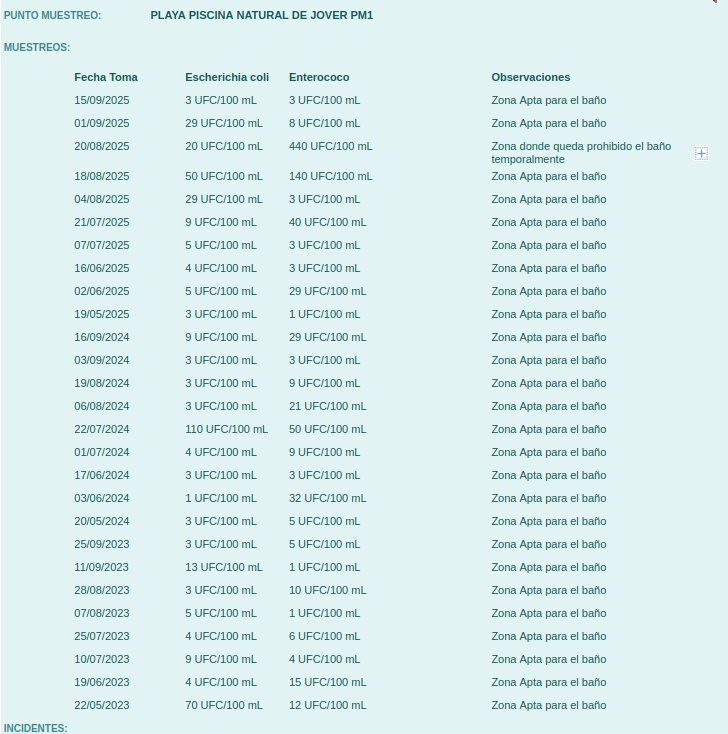 PUNTO MUESTREO: PLAYA PISCINA NATURAL DE JOVER PM1
MUESTREOS:
Fecha Toma Escherichia coli Enterococo Observaciones
15/09/2025 3 UFC/100 mL 3 UFC/100 mL Zona Apta para el baño
01/09/2025 29 UFC/100 mL 8 UFC/100 mL Zona Apta para el baño
20/08/2025 20 UFC/100 mL 440 UFC/100 mL Zona donde queda prohibido el baño
temporalmente
18/08/2025 50 UFC/100 mL 140 UFC/100 mL Zona Apta para el baño
04/08/2025 29 UFC/100 mL 3 UFC/100 mL Zona Apta para el baño
21/07/2025 9 UFC/100 mL 40 UFC/100 mL Zona Apta para el baño
07/07/2025 5 UFC/100 mL 3 UFC/100 mL Zona Apta para el baño
16/06/2025 4 UFC/100 mL 3 UFC/100 mL Zona Apta para el baño
02/06/2025 5 UFC/100 mL 29 UFC/100 mL Zona Apta para el baño
19/05/2025 3 UFC/100 mL 1 UFC/100 mL Zona Apta para el baño
16/09/2024 9 UFC/100 mL 29 UFC/100 mL Zona Apta para el baño
03/09/2024 3 UFC/100 mL 3 UFC/100 mL Zona Apta para el baño
19/08/2024 3 UFC/100 mL 9 UFC/100 mL Zona Apta para el baño
06/08/2024 3 UFC/100 mL 21 UFC/100 mL Zona Apta para el baño
22/07/2024 110 UFC/100 mL 50 UFC/100 mL Zona Apta para el baño
01/07/2024 4 UFC/100 mL 9 UFC/100 mL Zona Apta para el baño
17/06/2024 3 UFC/100 mL 3 UFC/100 mL Zona Apta para el baño
03/06/2024 1 UFC/100 mL 32 UFC/100 mL Zona Apta para el baño
20/05/2024 3 UFC/100 mL 5 UFC/100 mL Zona Apta para el baño
25/09/2023 3 UFC/100 mL 5 UFC/100 mL Zona Apta para el baño
11/09/2023 13 UFC/100 mL 1 UFC/100 mL Zona Apta para el baño
28/08/2023 3 UFC/100 mL 10 UFC/100 mL Zona Apta para el baño
07/08/2023 5 UFC/100 mL 1 UFC/100 mL Zona Apta para el baño
25/07/2023 4 UFC/100 mL 6 UFC/100 mL Zona Apta para el baño
10/07/2023 9 UFC/100 mL 4 UFC/100 mL Zona Apta para el baño
19/06/2023 4 UFC/100 mL 15 UFC/100 mL Zona Apta para el baño
22/05/2023 70 UFC/100 mL 12 UFC/100 mL Zona Apta para el baño
INCIDENTES: